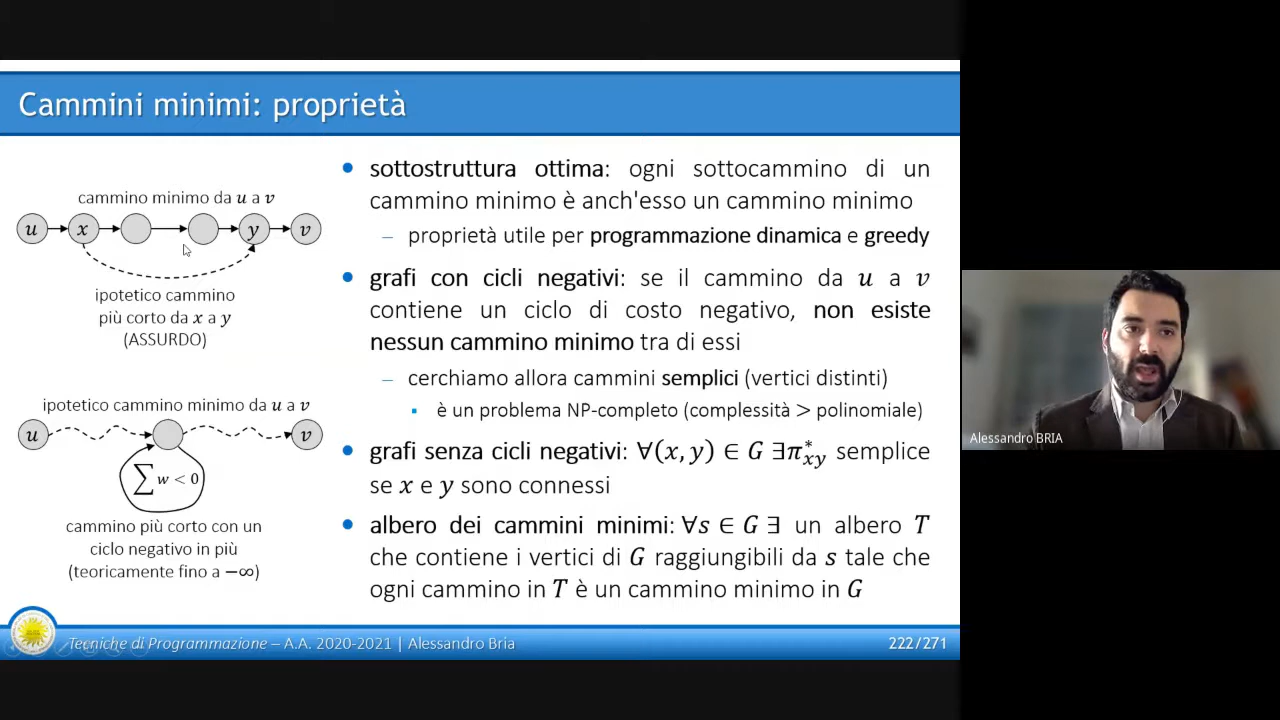 Cammini minimi: proprietà
cammino minimo da u a v
u x y v
ipotetico cammino
più corto da x a y
(ASSURDO)
ipotetico cammino minimo da u a v
u v
∑ w < 0
cammino più corto con un
ciclo negativo in più
(teoricamente fino a −∞)
• sottostruttura ottima: ogni sottocammino di un
cammino minimo è anch'esso un cammino minimo
– proprietà utile per programmazione dinamica e greedy
• grafi con cicli negativi: se il cammino da u a v
contiene un ciclo di costo negativo, non esiste
nessun cammino minimo tra di essi
– cerchiamo allora cammini semplici (vertici distinti)
▪ è un problema NP-completo (complessità > polinomiale)
• grafi senza cicli negativi: ∀(x, y) ∈ G ∃π*xy semplice
se x e y sono connessi
• albero dei cammini minimi: ∀s ∈ G ∃ un albero T
che contiene i vertici di G raggiungibili da s tale che
ogni cammino in T è un cammino minimo in G
Tecniche di Programmazione – A.A. 2020-2021 | Alessandro Bria
222/271
Alessandro BRIA